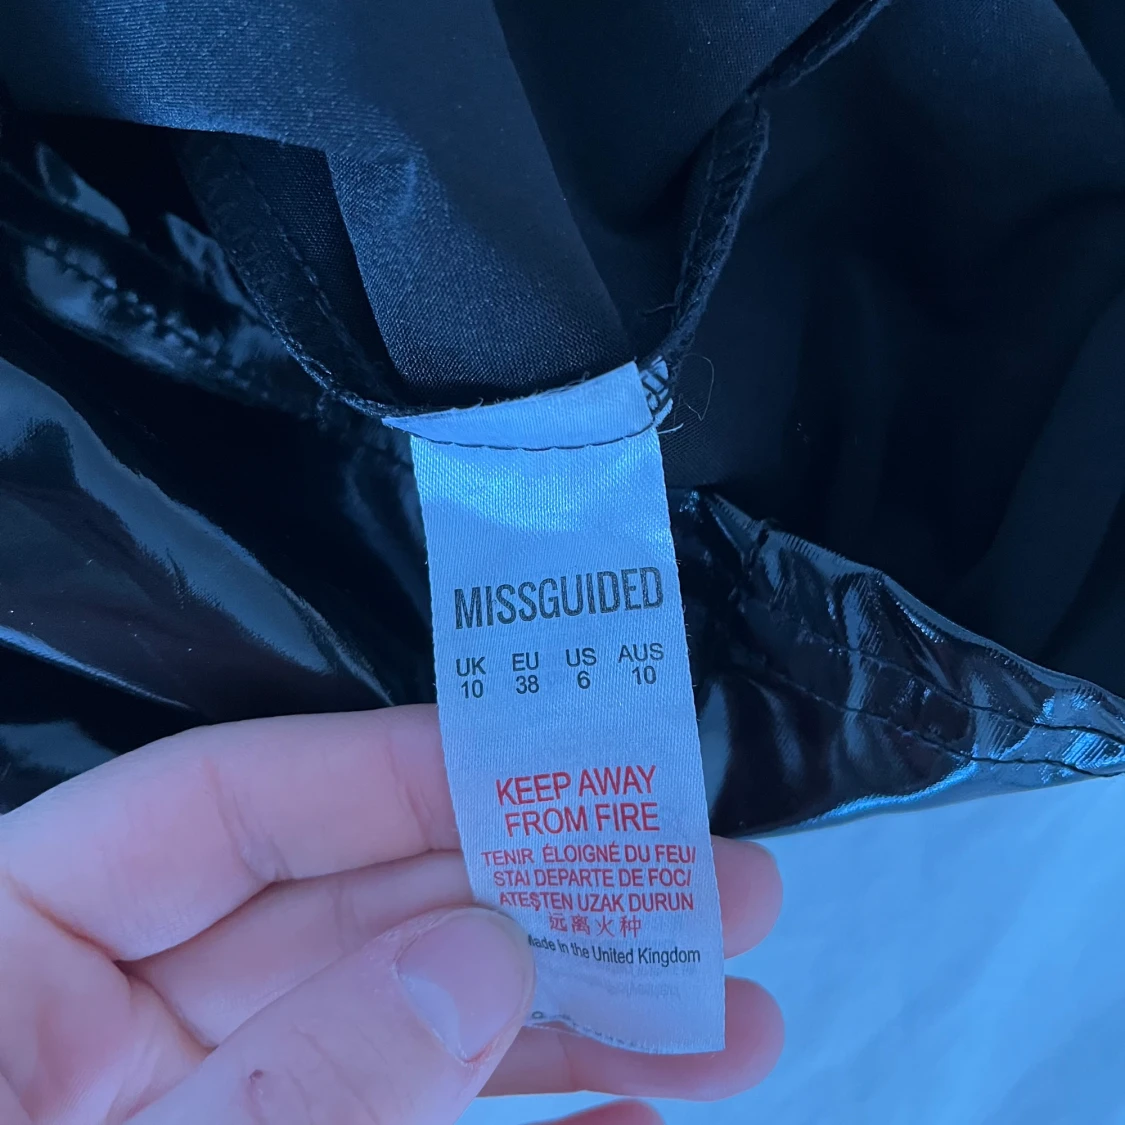 MISSGUIDED
UK EU US AUS
10 38 6 10
KEEP AWAY
FROM FIRE
TENIR ÉLOIGNÉ DU FEU/
STAI DEPARTE DE FOC/
ATEŞTEN UZAK DURUN
远离火种
Made in the United Kingdom